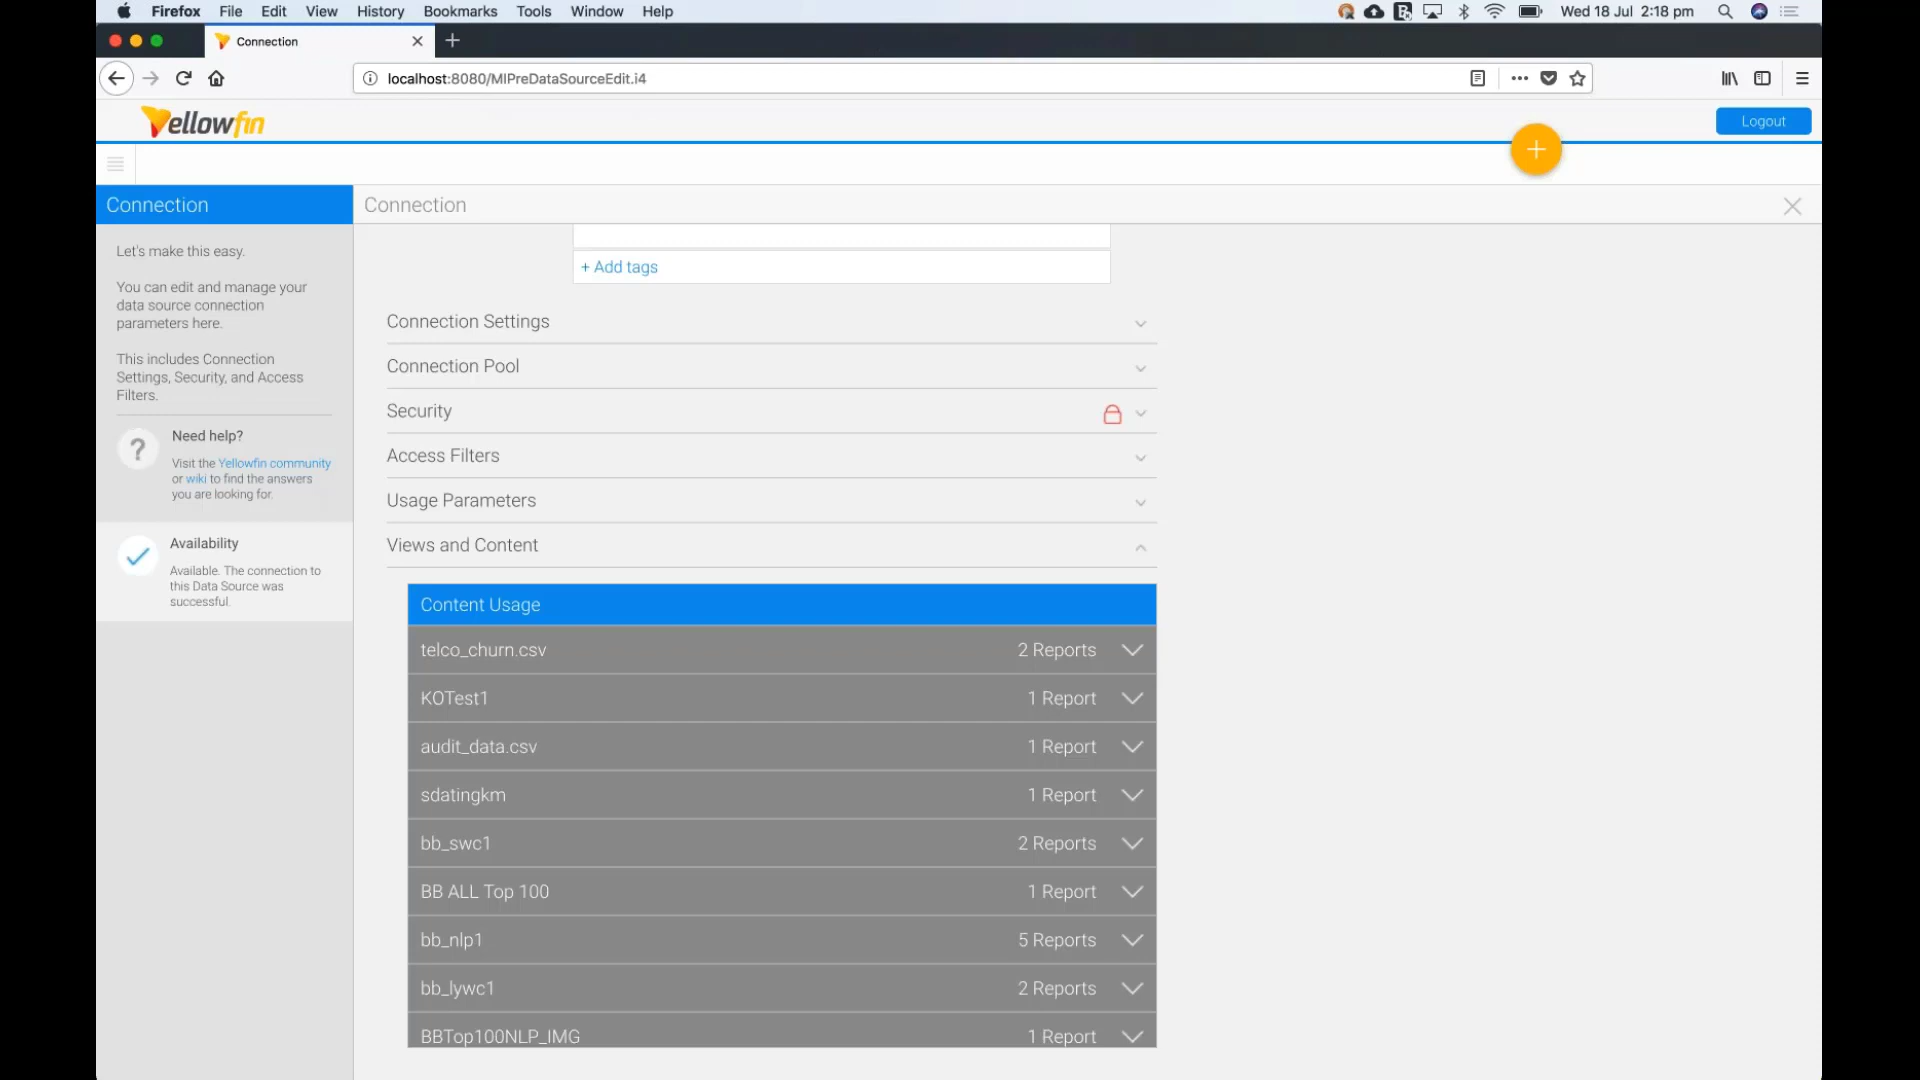 Firefox File Edit View History Bookmarks Tools Window Help Wed 18 Jul 2:18 pm
Connection
localhost:8080/MIPreDataSourceEdit.i4
Yellowfin
Logout
Connection
Connection
Let's make this easy.
You can edit and manage your
data source connection
parameters here.
This includes Connection
Settings, Security, and Access
Filters.
Need help?
Visit the Yellowfin community
or wiki to find the answers
you are looking for.
Availability
Available. The connection to
this Data Source was
successful.
+ Add tags
Connection Settings
Connection Pool
Security
Access Filters
Usage Parameters
Views and Content
Content Usage
telco_churn.csv 2 Reports
KOTest1 1 Report
audit_data.csv 1 Report
sdatingkm 1 Report
bb_swc1 2 Reports
BB ALL Top 100 1 Report
bb_nlp1 5 Reports
bb_lywc1 2 Reports
BBTop100NLP_IMG 1 Report